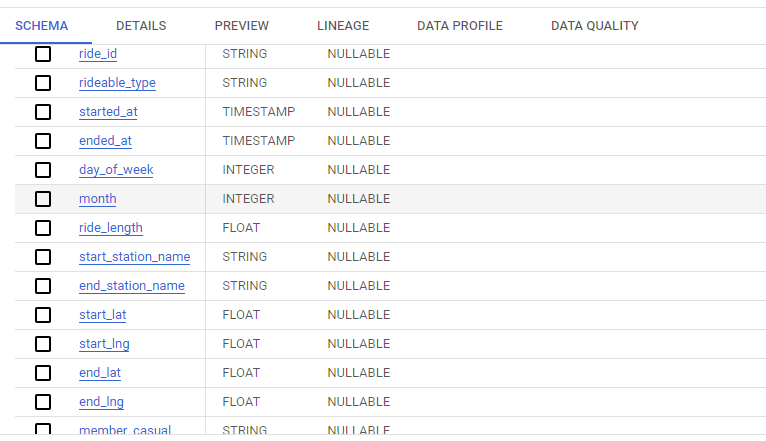 SCHEMA DETAILS PREVIEW LINEAGE DATA PROFILE DATA QUALITY
ride_id STRING NULLABLE
rideable_type STRING NULLABLE
started_at TIMESTAMP NULLABLE
ended_at TIMESTAMP NULLABLE
day_of_week INTEGER NULLABLE
month INTEGER NULLABLE
ride_length FLOAT NULLABLE
start_station_name STRING NULLABLE
end_station_name STRING NULLABLE
start_lat FLOAT NULLABLE
start_lng FLOAT NULLABLE
end_lat FLOAT NULLABLE
end_lng FLOAT NULLABLE
member_casual STRING NULLABLE